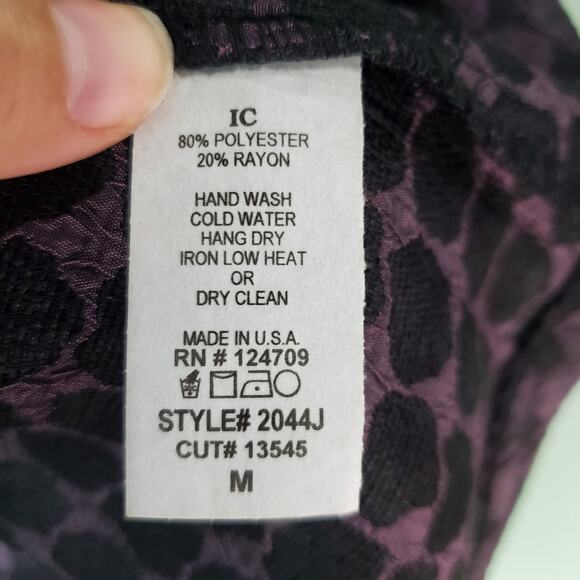 IC
80% POLYESTER
20% RAYON
HAND WASH
COLD WATER
HANG DRY
IRON LOW HEAT
OR
DRY CLEAN
MADE IN U.S.A.
RN # 124709
STYLE# 2044J
CUT# 13545
M